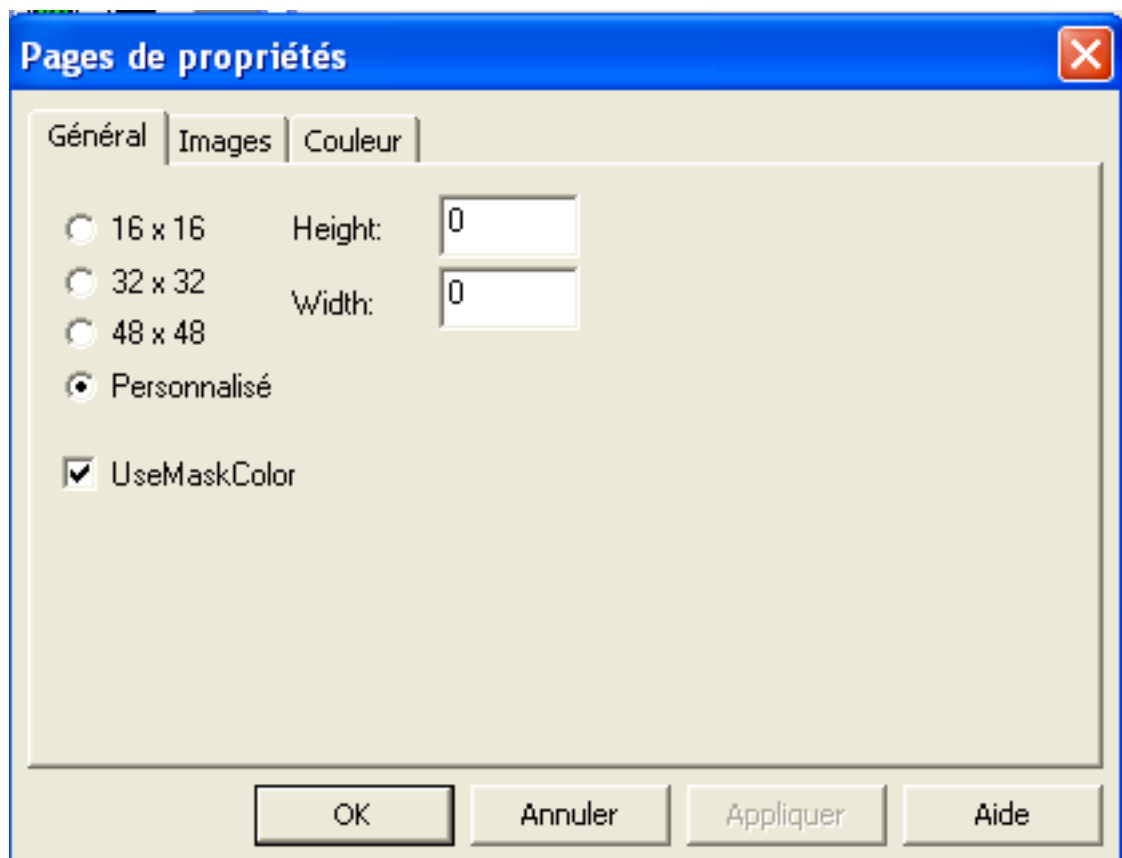 Pages de propriétés
Général Images Couleur
16 x 16 Height: 0
32 x 32
Width: 0
48 x 48
Personnalisé
UseMaskColor
OK Annuler Appliquer Aide